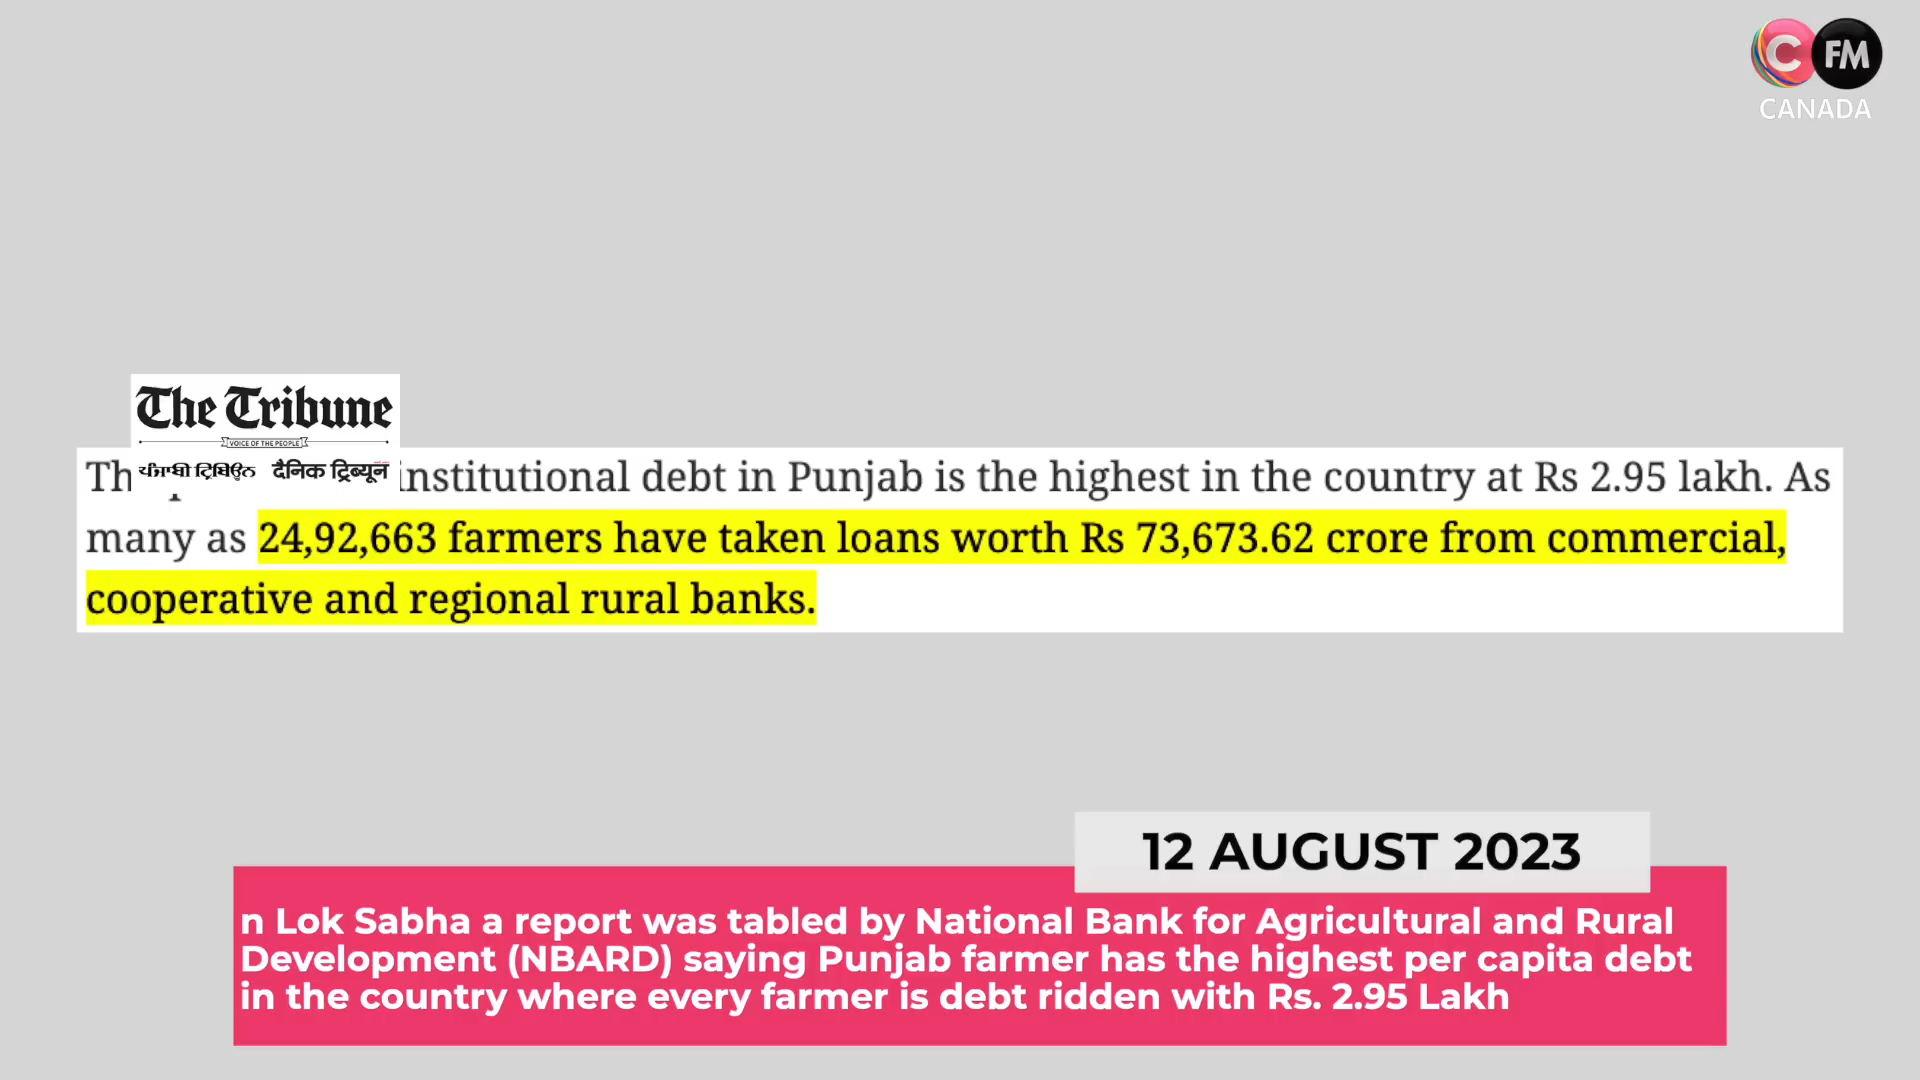 C FM
CANADA
The Tribune
VOICE OF THE PEOPLE
ਪੰਜਾਬੀ ਟ੍ਰਿਬਿਊਨ दैनिक ट्रिब्यून
institutional debt in Punjab is the highest in the country at Rs 2.95 lakh. As
many as 24,92,663 farmers have taken loans worth Rs 73,673.62 crore from commercial,
cooperative and regional rural banks.
12 AUGUST 2023
n Lok Sabha a report was tabled by National Bank for Agricultural and Rural
Development (NBARD) saying Punjab farmer has the highest per capita debt
in the country where every farmer is debt ridden with Rs. 2.95 Lakh